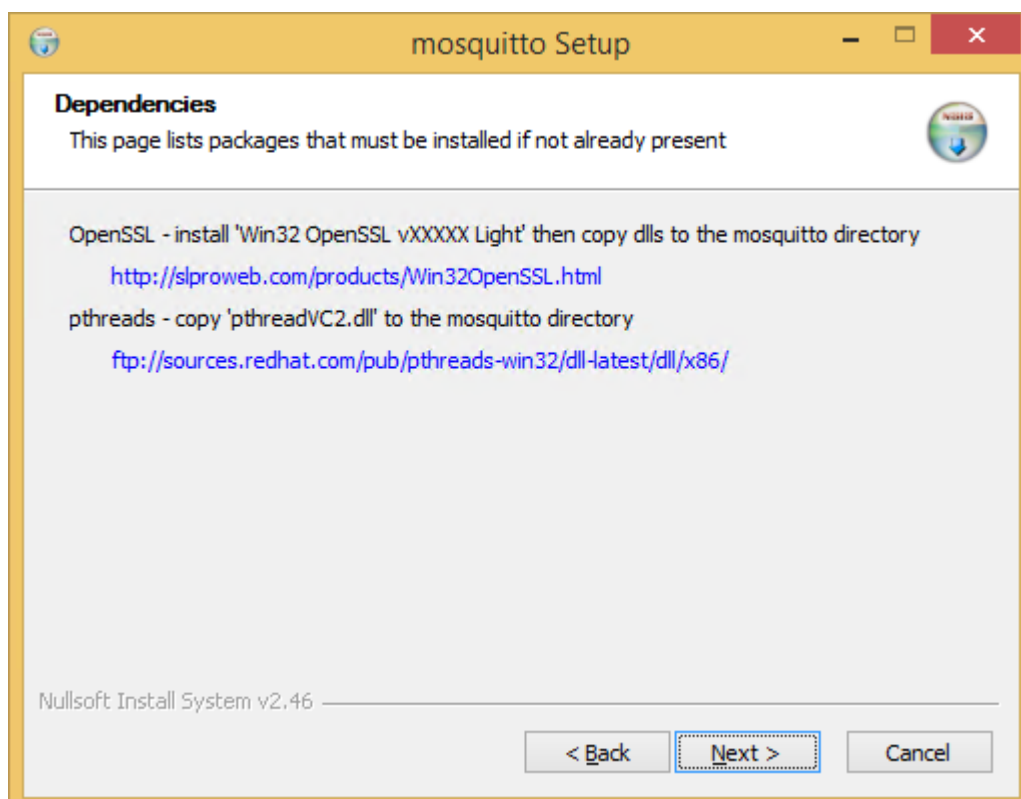 mosquitto Setup
Dependencies
This page lists packages that must be installed if not already present
OpenSSL - install 'Win32 OpenSSL vXXXXX Light' then copy dlls to the mosquitto directory
http://slproweb.com/products/Win32OpenSSL.html
pthreads - copy 'pthreadVC2.dll' to the mosquitto directory
ftp://sources.redhat.com/pub/pthreads-win32/dll-latest/dll/x86/
Nullsoft Install System v2.46
< Back
Next >
Cancel